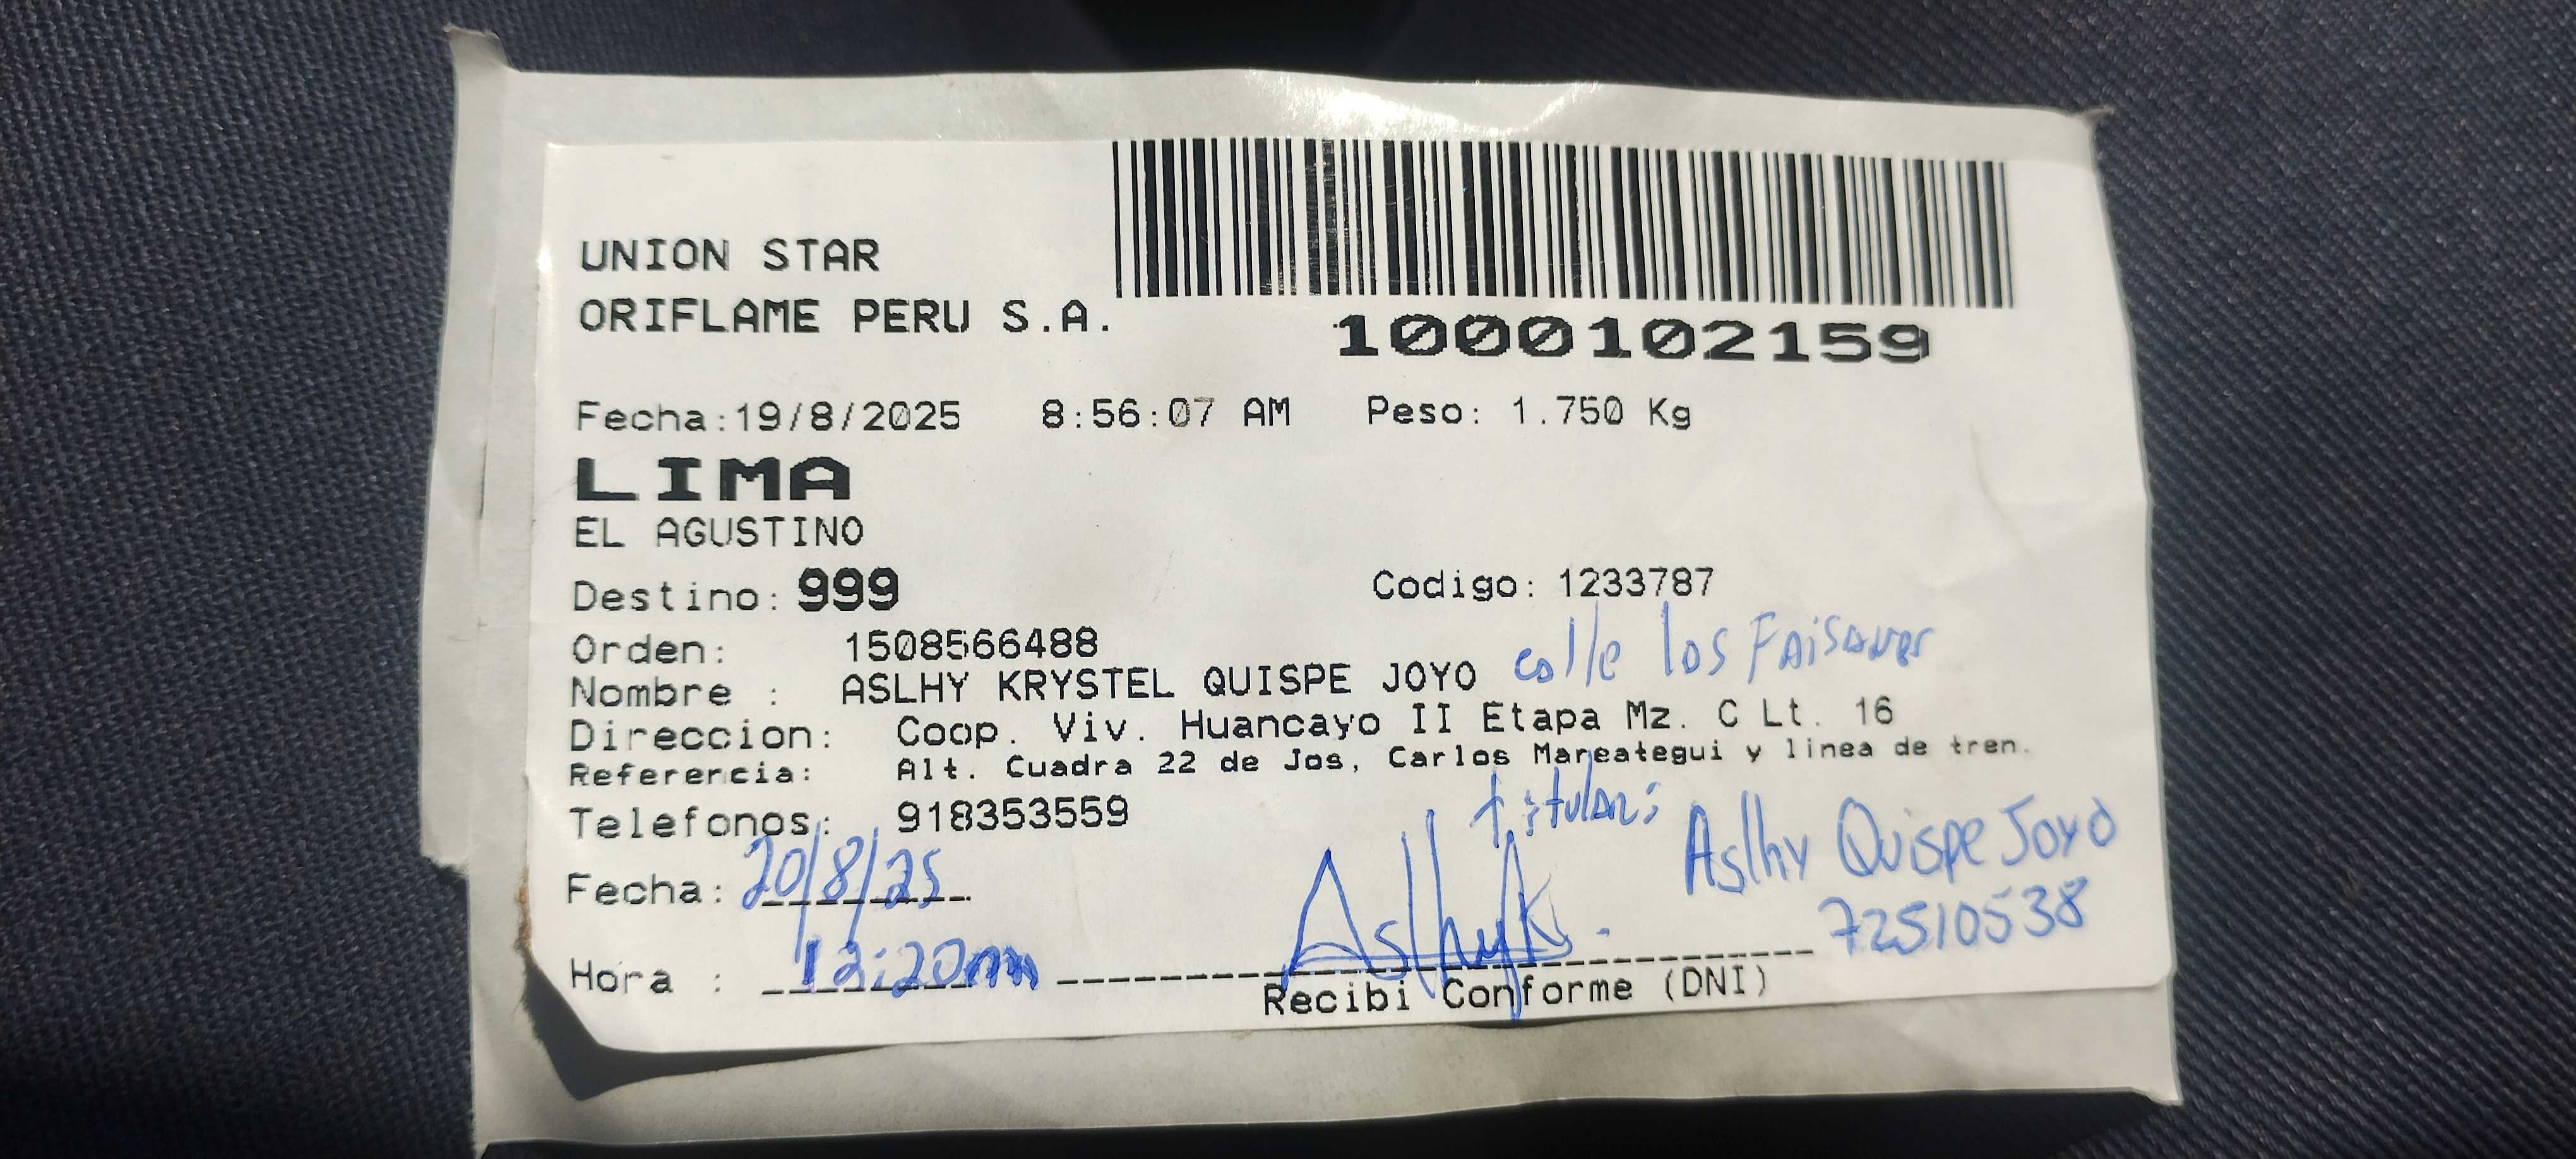 UNION STAR
ORIFLAME PERU S.A.
1000102159
Fecha:19/8/2025 8:56:07 AM Peso: 1.750 Kg
LIMA
EL AGUSTINO
Destino: 999 Codigo: 1233787
Orden: 1508566488
calle los Faisanes
Nombre : ASLHY KRYSTEL QUISPE JOYO
Direccion: Coop. Viv. Huancayo II Etapa Mz. C Lt. 16
Referencia: Alt. Cuadra 22 de Jos, Carlos Mareategui y linea de tren.
Telefonos: 918353559
titular:
Aslhy Quispe Joyo
Fecha: 20/8/25
72510538
Hora : 12:20
Aslhy
Recibi Conforme (DNI)